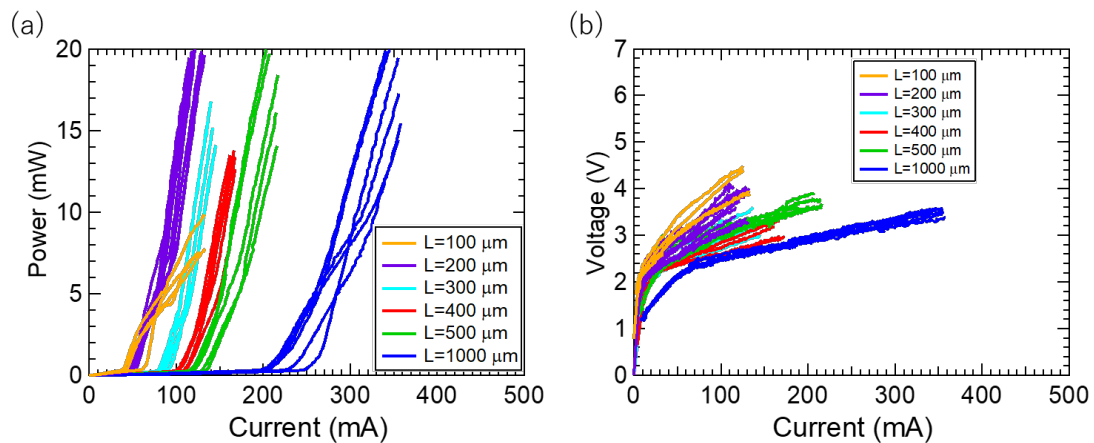 (a)
20
15
10
5
0
Power (mW)
0
100
200
300
400
500
Current (mA)
L=100 μm
L=200 μm
L=300 μm
L=400 μm
L=500 μm
L=1000 μm
(b)
7
6
5
4
3
2
1
0
Voltage (V)
0
100
200
300
400
500
Current (mA)
L=100 μm
L=200 μm
L=300 μm
L=400 μm
L=500 μm
L=1000 μm